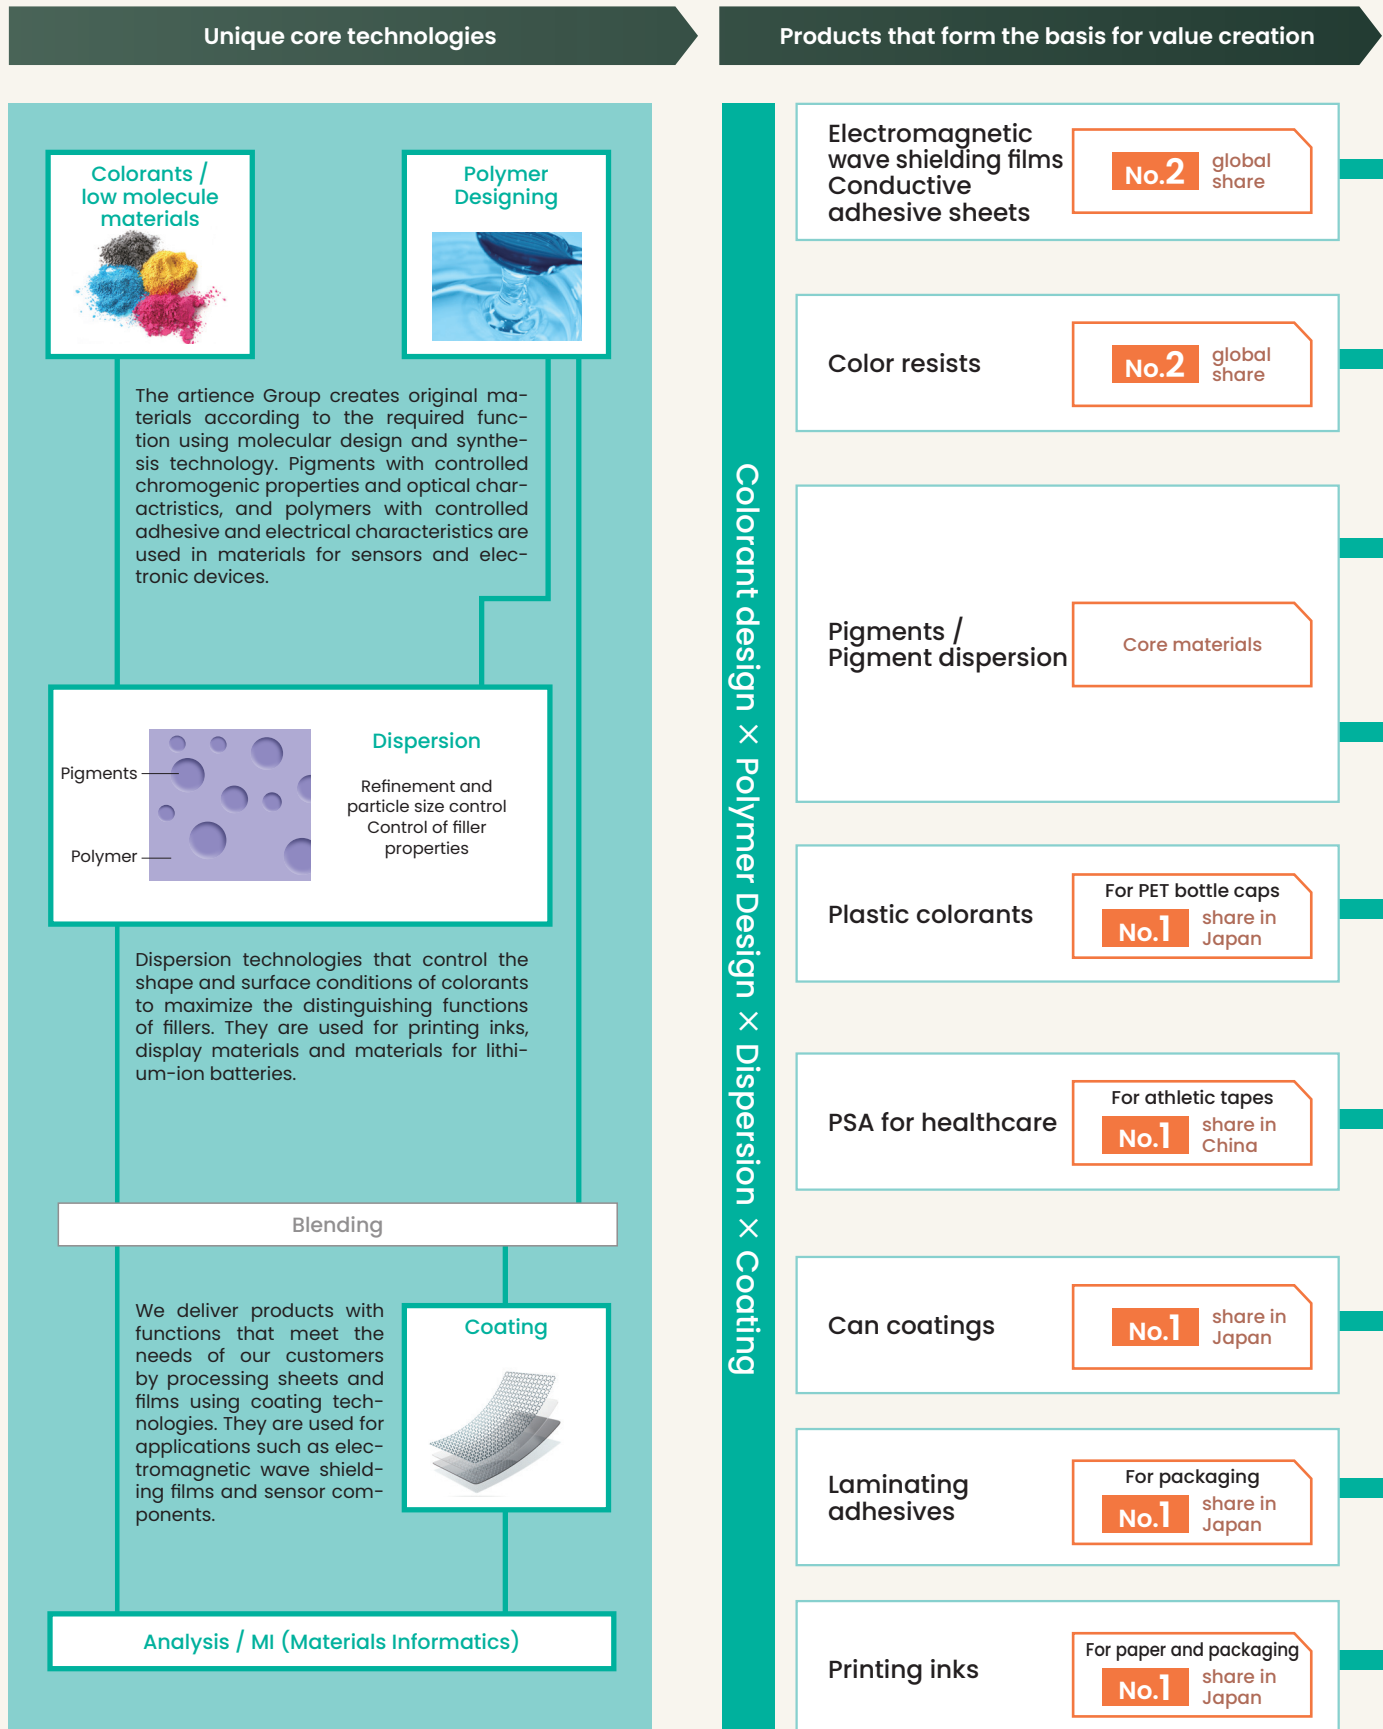 Unique core technologies
Products that form the basis for value creation
Colorants /
low molecule
materials
Polymer
Designing
The artience Group creates original ma-
terials according to the required func-
tion using molecular design and synthe-
sis technology. Pigments with controlled
chromogenic properties and optical char-
actristics, and polymers with controlled
adhesive and electrical characteristics are
used in materials for sensors and elec-
tronic devices.
Pigments
Polymer
Dispersion
Refinement and
particle size control
Control of filler
properties
Dispersion technologies that control the
shape and surface conditions of colorants
to maximize the distinguishing functions
of fillers. They are used for printing inks,
display materials and materials for lithi-
um-ion batteries.
Blending
We deliver products with
functions that meet the
needs of our customers
by processing sheets and
films using coating tech-
nologies. They are used for
applications such as elec-
tromagnetic wave shield-
ing films and sensor com-
ponents.
Coating
Analysis / MI (Materials Informatics)
Colorant design × Polymer Design × Dispersion × Coating
Electromagnetic
wave shielding films
Conductive
adhesive sheets
No.2
global
share
Color resists
No.2
global
share
Pigments /
Pigment dispersion
Core materials
Plastic colorants
For PET bottle caps
No.1
share in
Japan
PSA for healthcare
For athletic tapes
No.1
share in
China
Can coatings
No.1
share in
Japan
Laminating
adhesives
For packaging
No.1
share in
Japan
Printing inks
For paper and packaging
No.1
share in
Japan